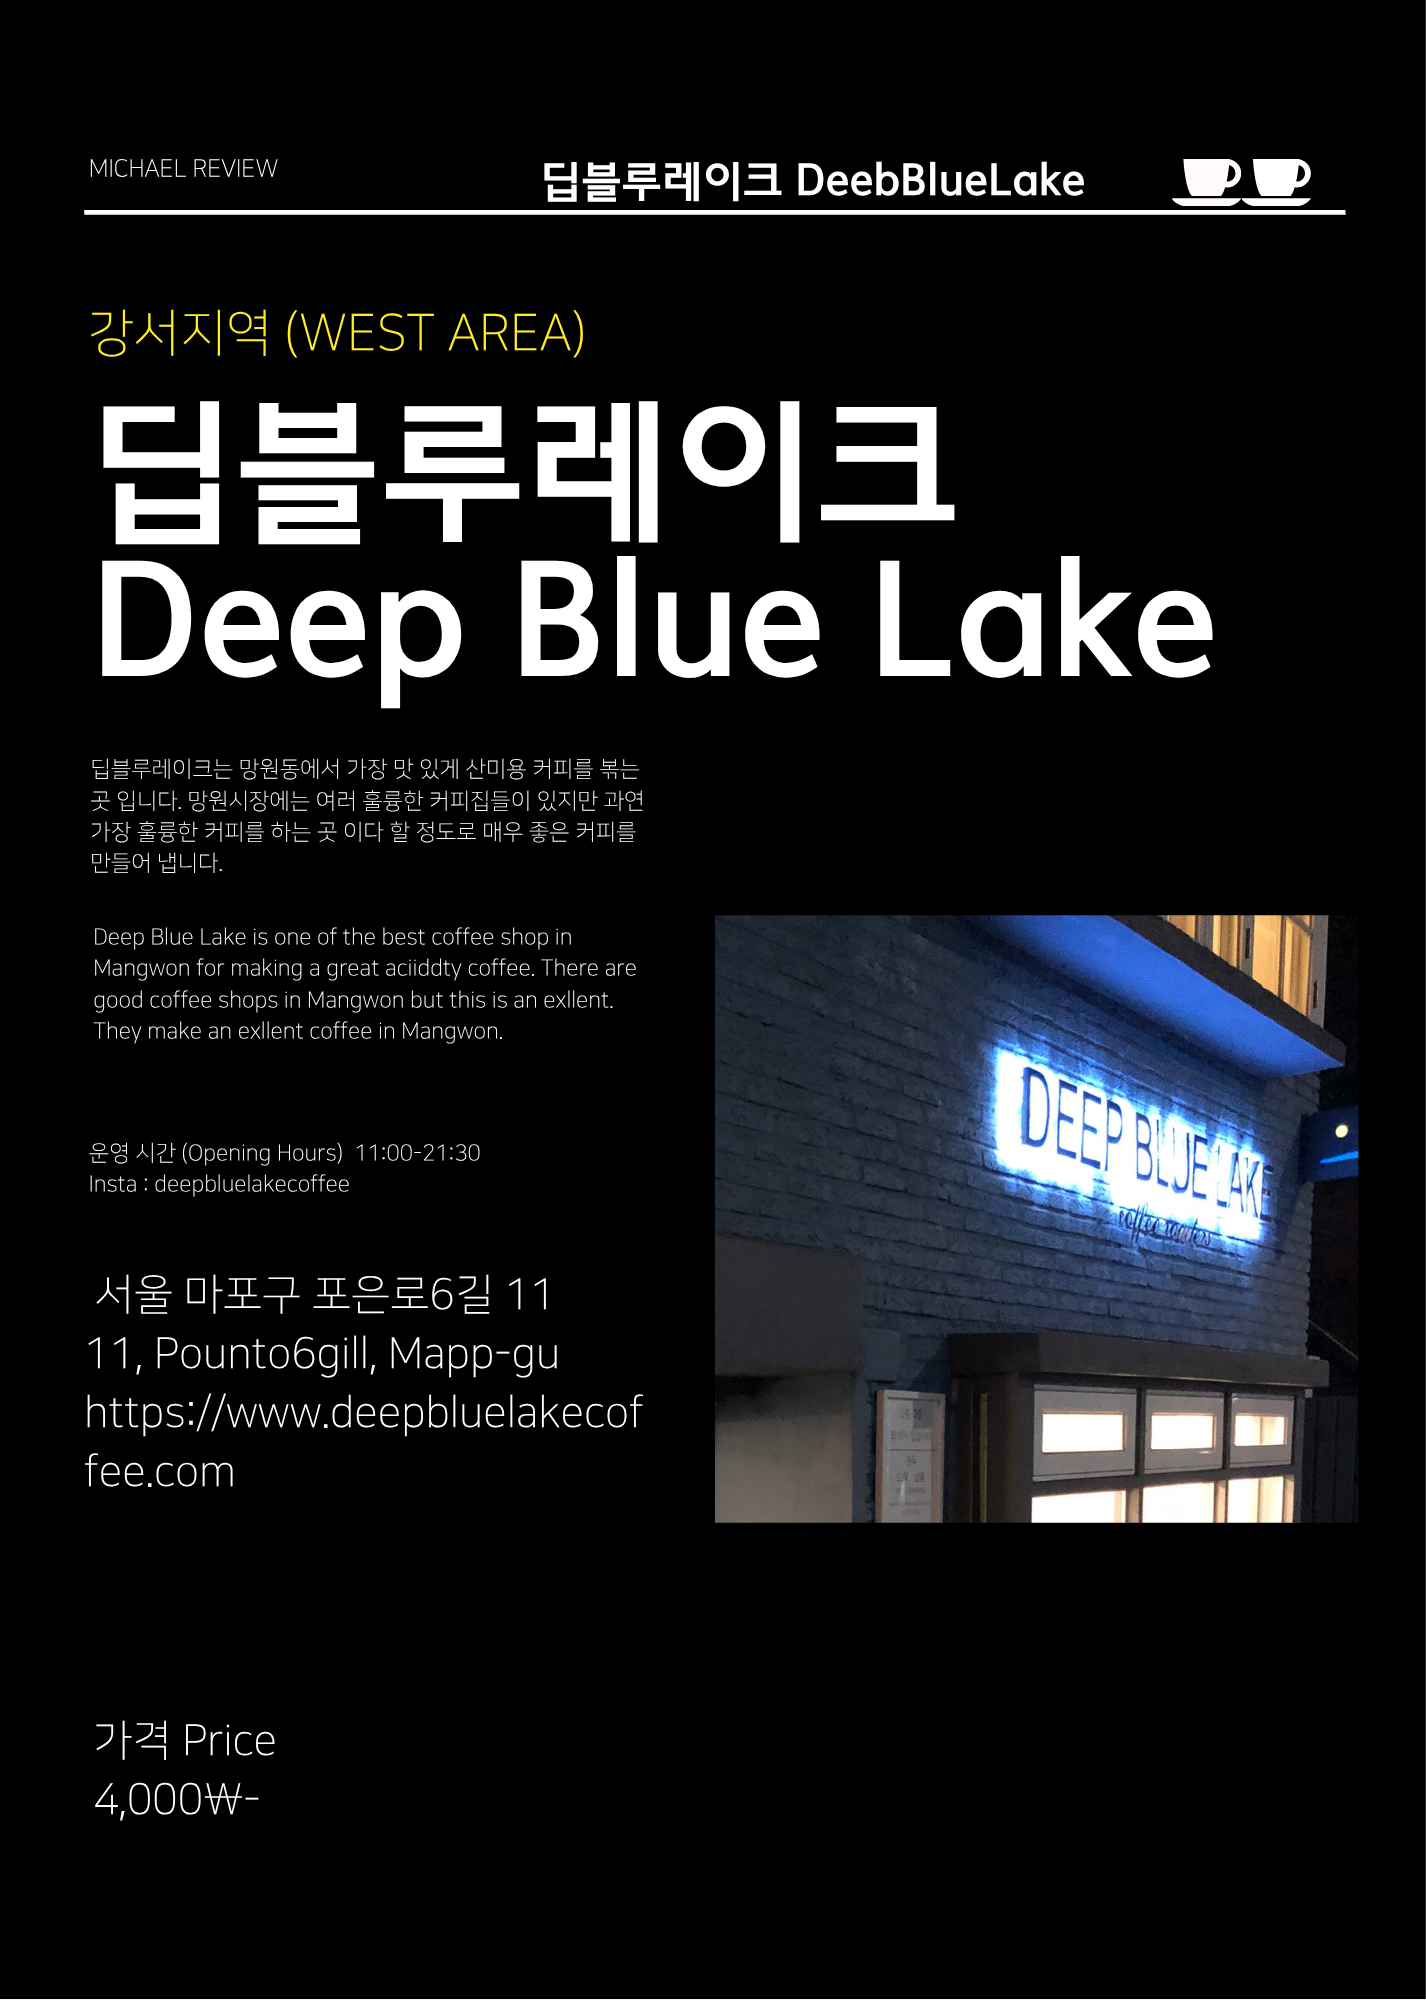 MICHAEL REVIEW
딥블루레이크 DeebBlueLake
강서지역 (WEST AREA)
딥블루레이크
Deep Blue Lake
딥블루레이크는 망원동에서 가장 맛 있게 산미용 커피를 볶는
곳 입니다. 망원시장에는 여러 훌륭한 커피집들이 있지만 과연
가장 훌륭한 커피를 하는 곳 이다 할 정도로 매우 좋은 커피를
만들어 냅니다.
Deep Blue Lake is one of the best coffee shop in
Mangwon for making a great aciiddty coffee. There are
good coffee shops in Mangwon but this is an exllent.
They make an exllent coffee in Mangwon.
운영 시간 (Opening Hours)  11:00-21:30
Insta : deepbluelakecoffee
서울 마포구 포은로6길 11
11, Pounto6gill, Mapp-gu
https://www.deepbluelakecof
fee.com
DEEP BLUE LAKE
coffee roasters
가격 Price
4,000₩-